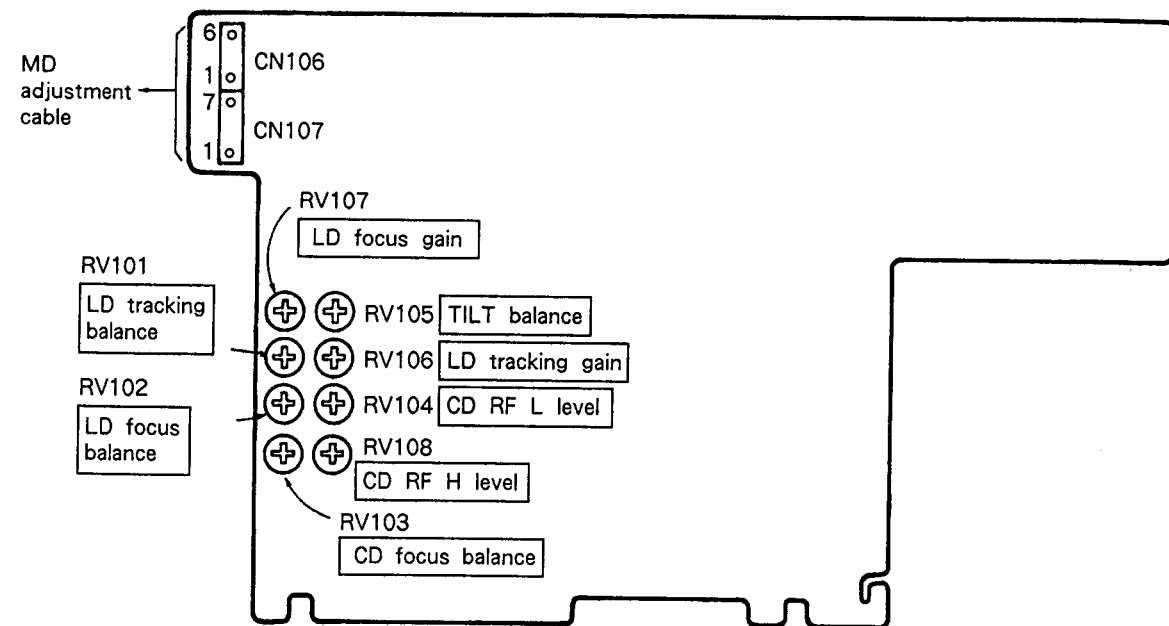 6
CN106
MD
adjustment
cable
1
7
CN107
1
RV107
LD focus gain
RV101
LD tracking
balance
RV105 TILT balance
RV106 LD tracking gain
RV102
LD focus
balance
RV104 CD RF L level
RV108
CD RF H level
RV103
CD focus balance